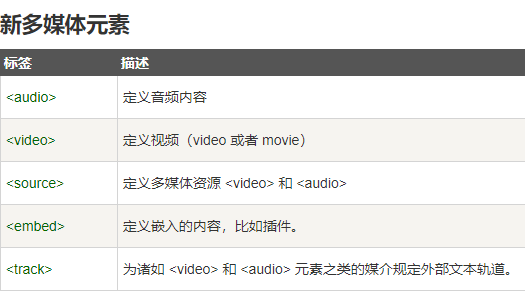 新多媒体元素
标签 描述
<audio> 定义音频内容
<video> 定义视频（video 或者 movie）
<source> 定义多媒体资源 <video> 和 <audio>
<embed> 定义嵌入的内容，比如插件。
<track> 为诸如 <video> 和 <audio> 元素之类的媒介规定外部文本轨道。